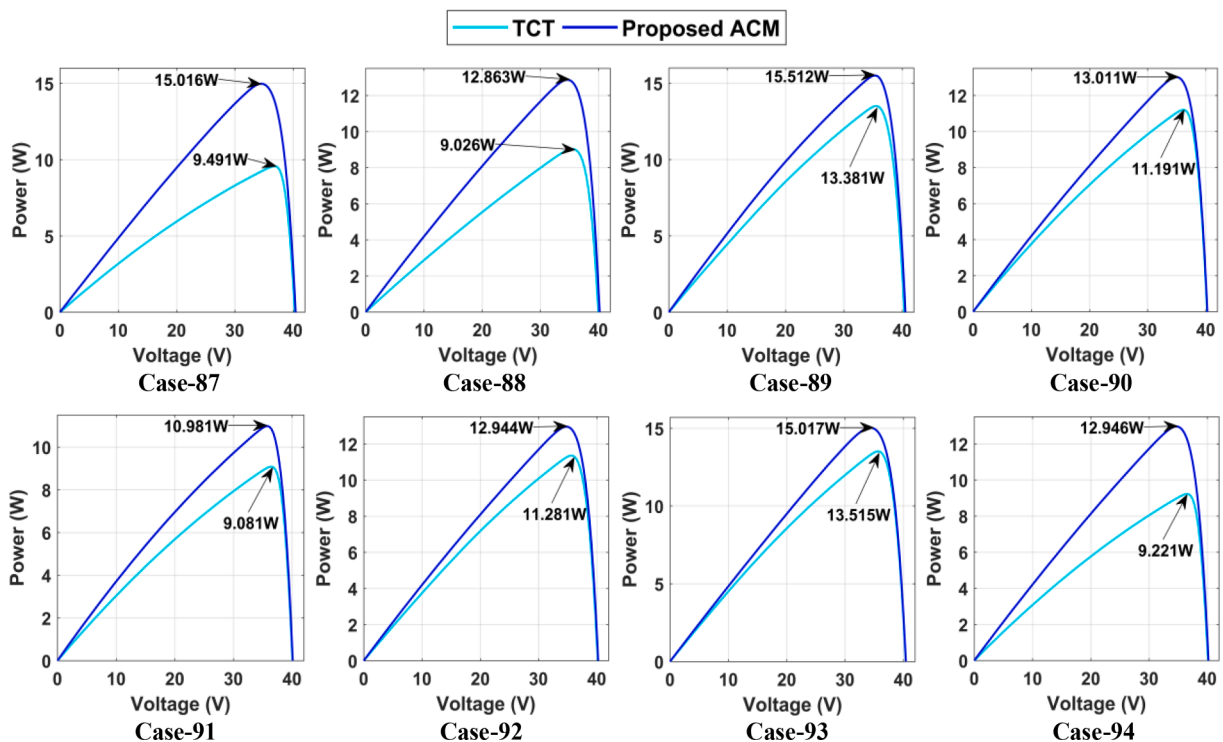 TCT Proposed ACM
15.016W
9.491W
Power (W)
15
10
5
0
0 10 20 30 40
Voltage (V)
Case-87
12.863W
9.026W
Power (W)
12
10
8
6
4
2
0
0 10 20 30 40
Voltage (V)
Case-88
15.512W
13.381W
Power (W)
15
10
5
0
0 10 20 30 40
Voltage (V)
Case-89
13.011W
11.191W
Power (W)
12
10
8
6
4
2
0
0 10 20 30 40
Voltage (V)
Case-90
10.981W
9.081W
Power (W)
10
8
6
4
2
0
0 10 20 30 40
Voltage (V)
Case-91
12.944W
11.281W
Power (W)
12
10
8
6
4
2
0
0 10 20 30 40
Voltage (V)
Case-92
15.017W
13.515W
Power (W)
15
10
5
0
0 10 20 30 40
Voltage (V)
Case-93
12.946W
9.221W
Power (W)
12
10
8
6
4
2
0
0 10 20 30 40
Voltage (V)
Case-94